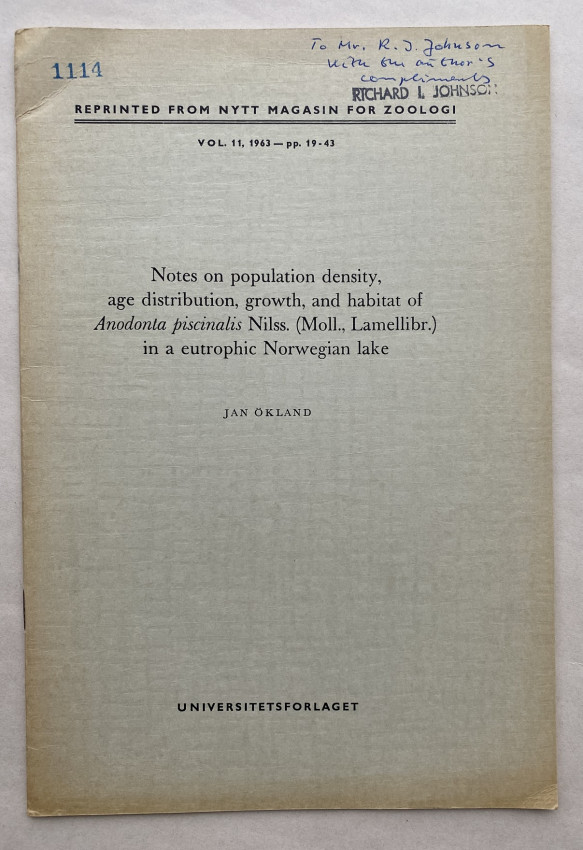 1114
To Mr. R. I. Johnson
with the author's
compliments
RICHARD I. JOHNSON
REPRINTED FROM NYTT MAGASIN FOR ZOOLOGI
VOL. 11, 1963 — pp. 19-43
Notes on population density,
age distribution, growth, and habitat of
Anodonta piscinalis Nilss. (Moll., Lamellibr.)
in a eutrophic Norwegian lake
JAN ÖKLAND
UNIVERSITETSFORLAGET